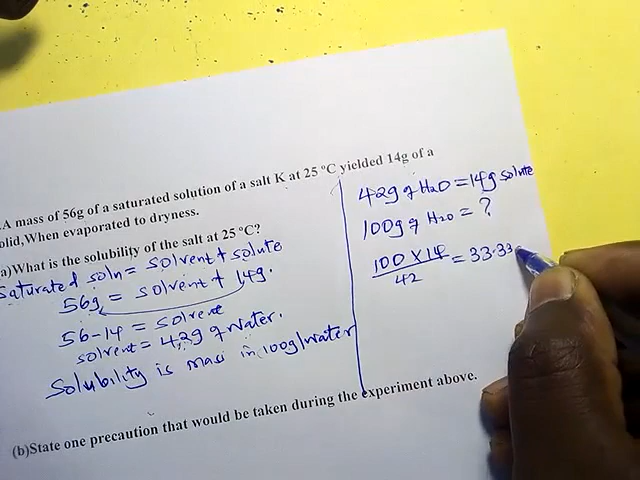 .A mass of 56g of a saturated solution of a salt K at 25 °C yielded 14g of a
olid,When evaporated to dryness.
a)What is the solubility of the salt at 25 °C?
Saturated soln = solvent + solute
56g = solvent + 14g.
56-14 = solvent
solvent = 42g of water.
Solubility is mass in 100g/water
42g of H2O = 14g solute
100g of H2O = ?
100 X 14
42
= 33.33
(b)State one precaution that would be taken during the experiment above.